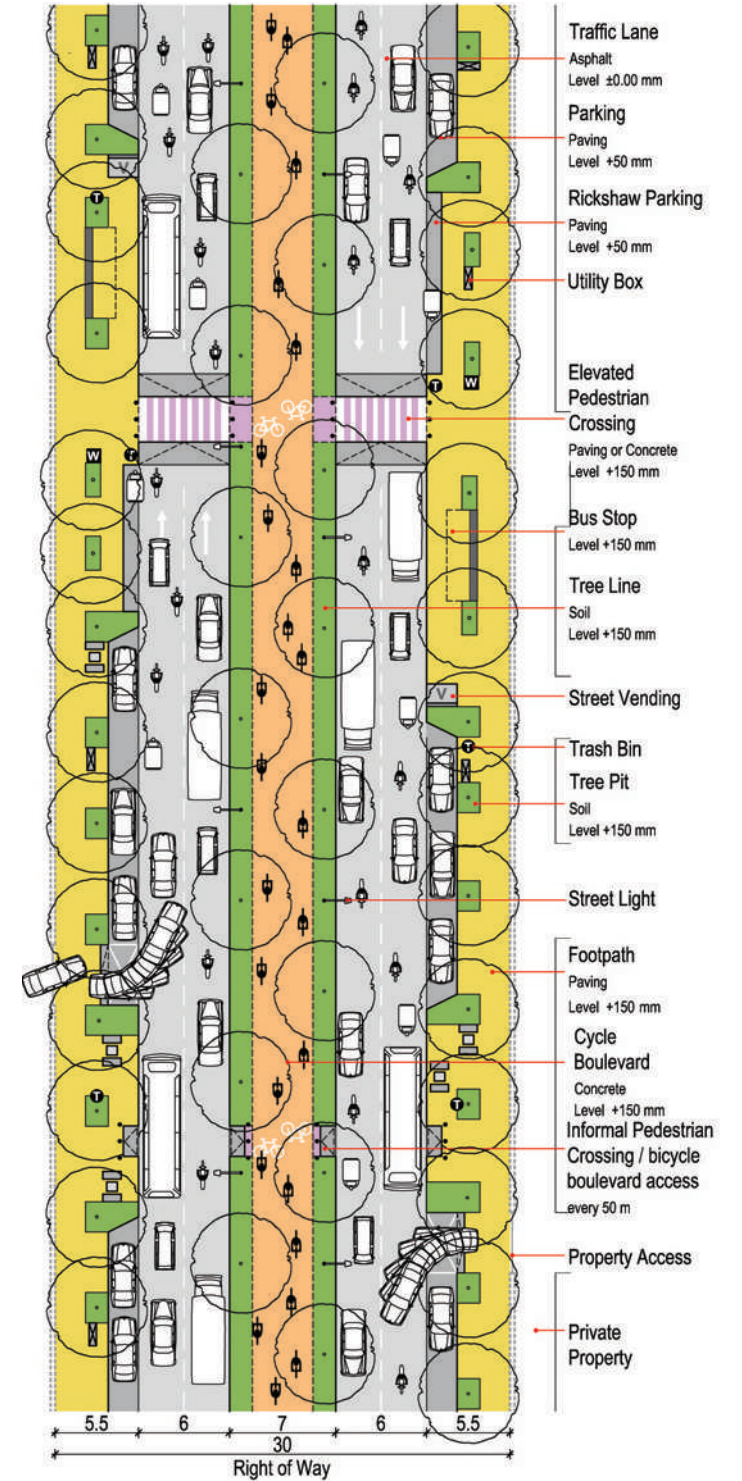 Traffic Lane
Asphalt
Level ±0.00 mm
Parking
Paving
Level +50 mm
Rickshaw Parking
Paving
Level +50 mm
Utility Box
Elevated
Pedestrian
Crossing
Paving or Concrete
Level +150 mm
Bus Stop
Level +150 mm
Tree Line
Soil
Level +150 mm
Street Vending
Trash Bin
Tree Pit
Soil
Level +150 mm
Street Light
Footpath
Paving
Level +150 mm
Cycle
Boulevard
Concrete
Level +150 mm
Informal Pedestrian
Crossing / bicycle
boulevard access
every 50 m
Property Access
Private
Property
V
T
T
W
W
T
V
T
T
T
5.5 6 7 6 5.5
30
Right of Way